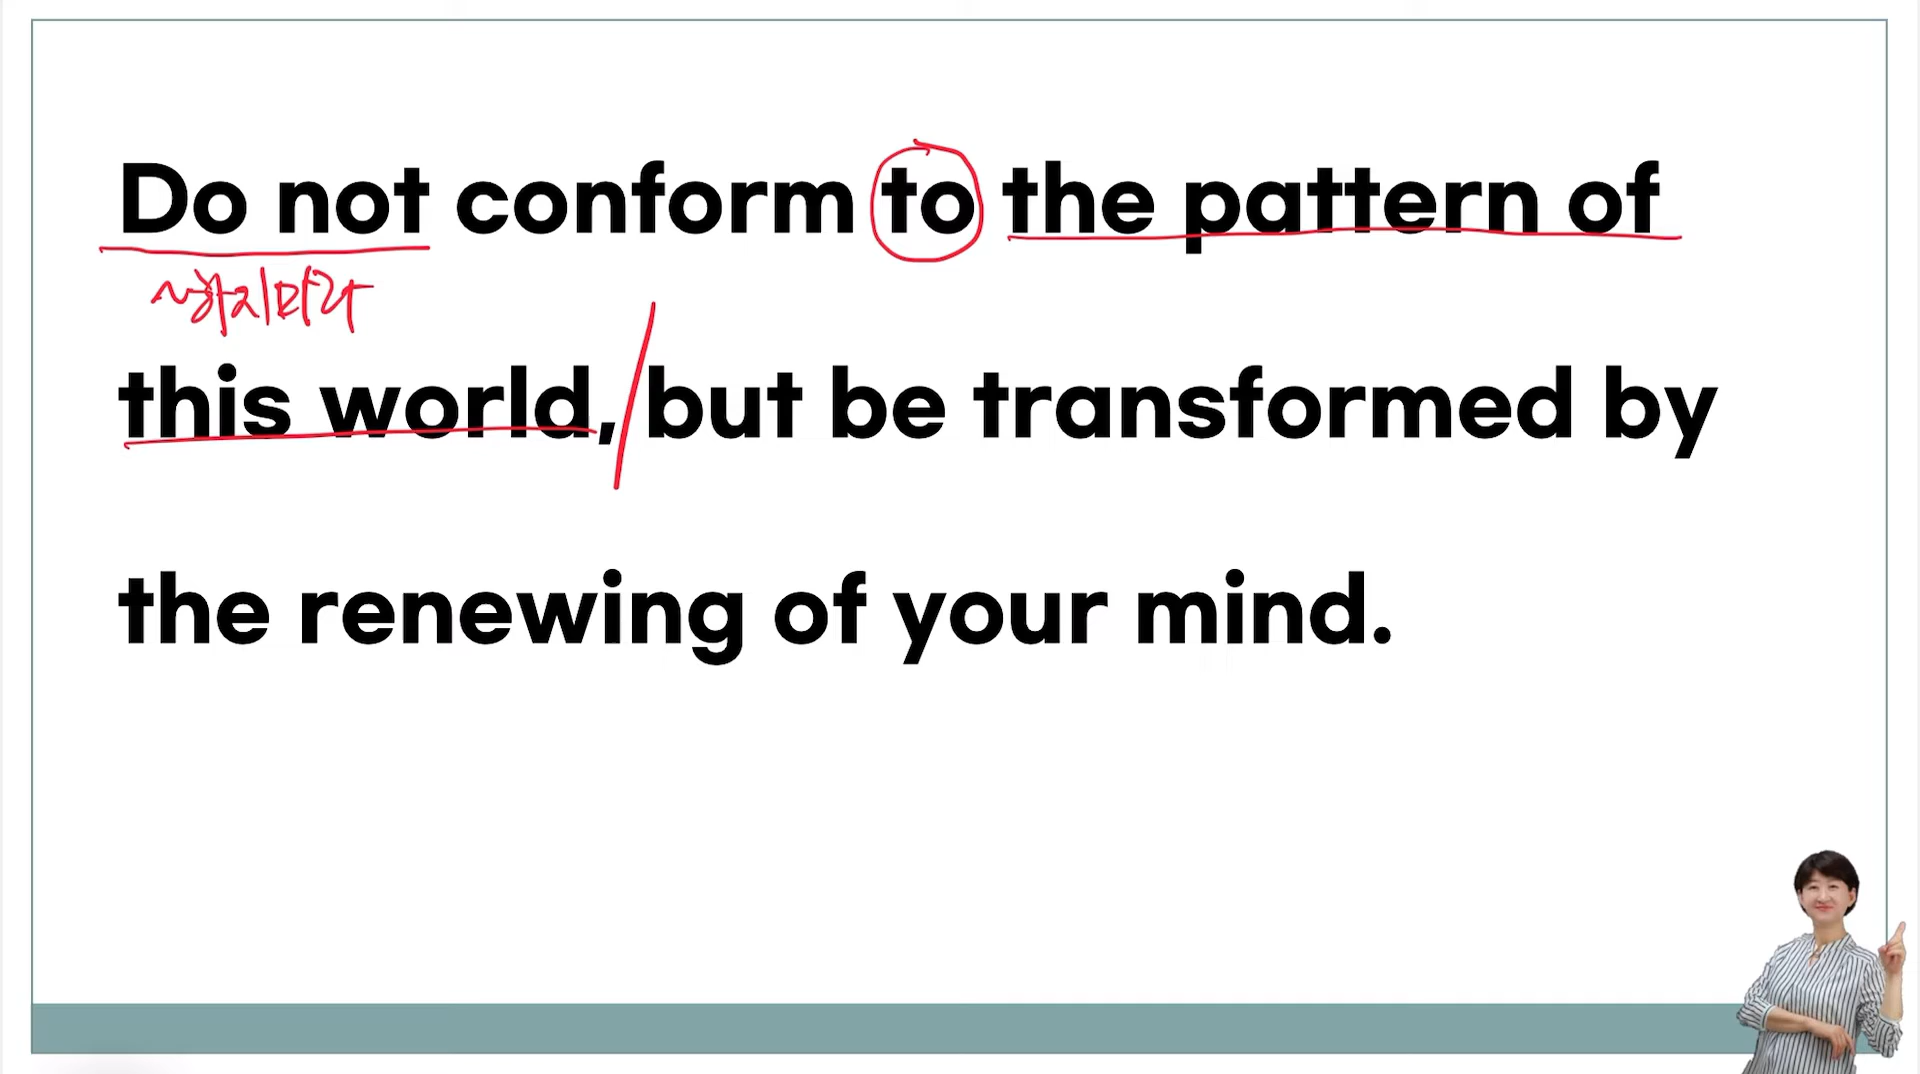 Do not conform to the pattern of
~하지마라
this world, but be transformed by
the renewing of your mind.